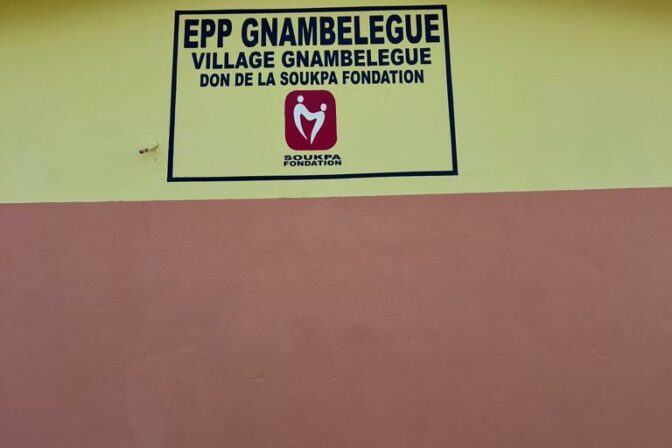 EPP GNAMBELEGUE
VILLAGE GNAMBELEGUE
DON DE LA SOUKPA FONDATION
SOUKPA
FONDATION